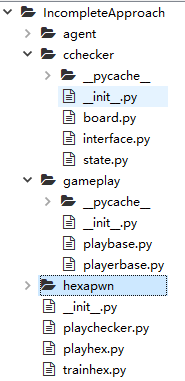 IncompleteApproach
agent
cchecker
__pycache__
__init__.py
board.py
interface.py
state.py
gameplay
__pycache__
__init__.py
playbase.py
playerbase.py
hexapwn
__init__.py
playchecker.py
playhex.py
trainhex.py